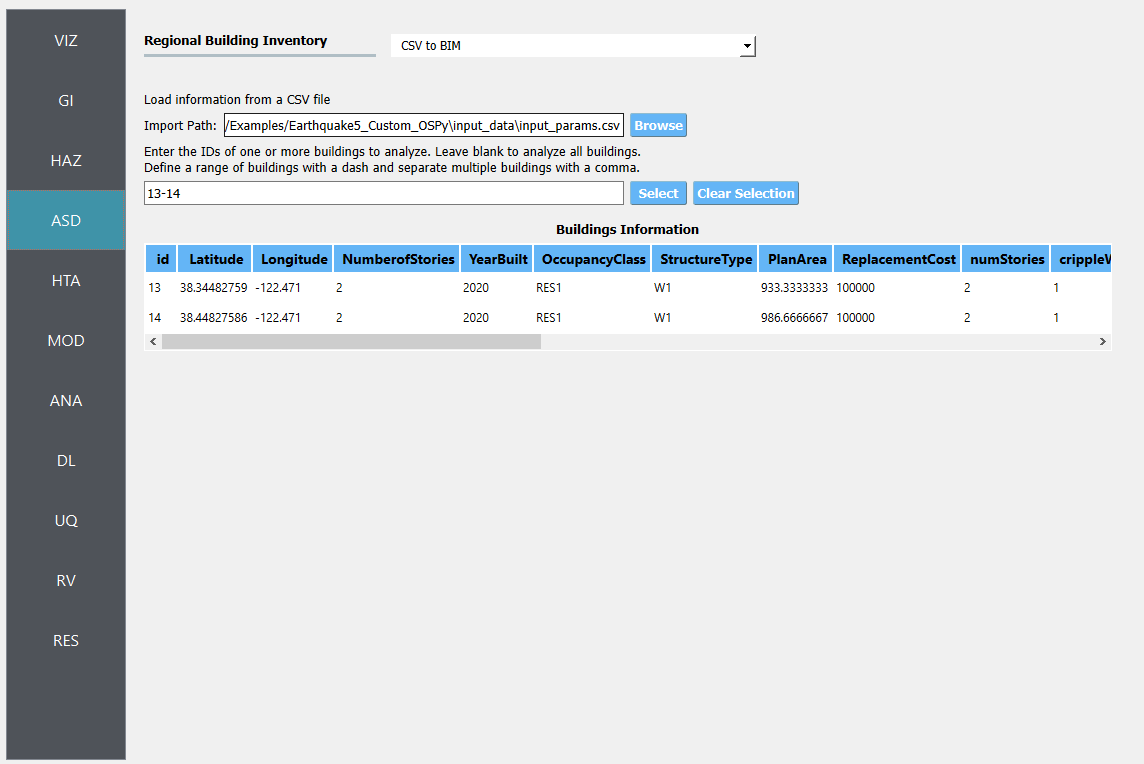 VIZ
GI
HAZ
ASD
HTA
MOD
ANA
DL
UQ
RV
RES
Regional Building Inventory
CSV to BIM
Load information from a CSV file
Import Path: /Examples/Earthquake5_Custom_OSPy\input_data\input_params.csv Browse
Enter the IDs of one or more buildings to analyze. Leave blank to analyze all buildings.
Define a range of buildings with a dash and separate multiple buildings with a comma.
13-14 Select Clear Selection
Buildings Information
id Latitude Longitude NumberofStories YearBuilt OccupancyClass StructureType PlanArea ReplacementCost numStories crippleW
13 38.34482759 -122.471 2 2020 RES1 W1 933.3333333 100000 2 1
14 38.44827586 -122.471 2 2020 RES1 W1 986.6666667 100000 2 1